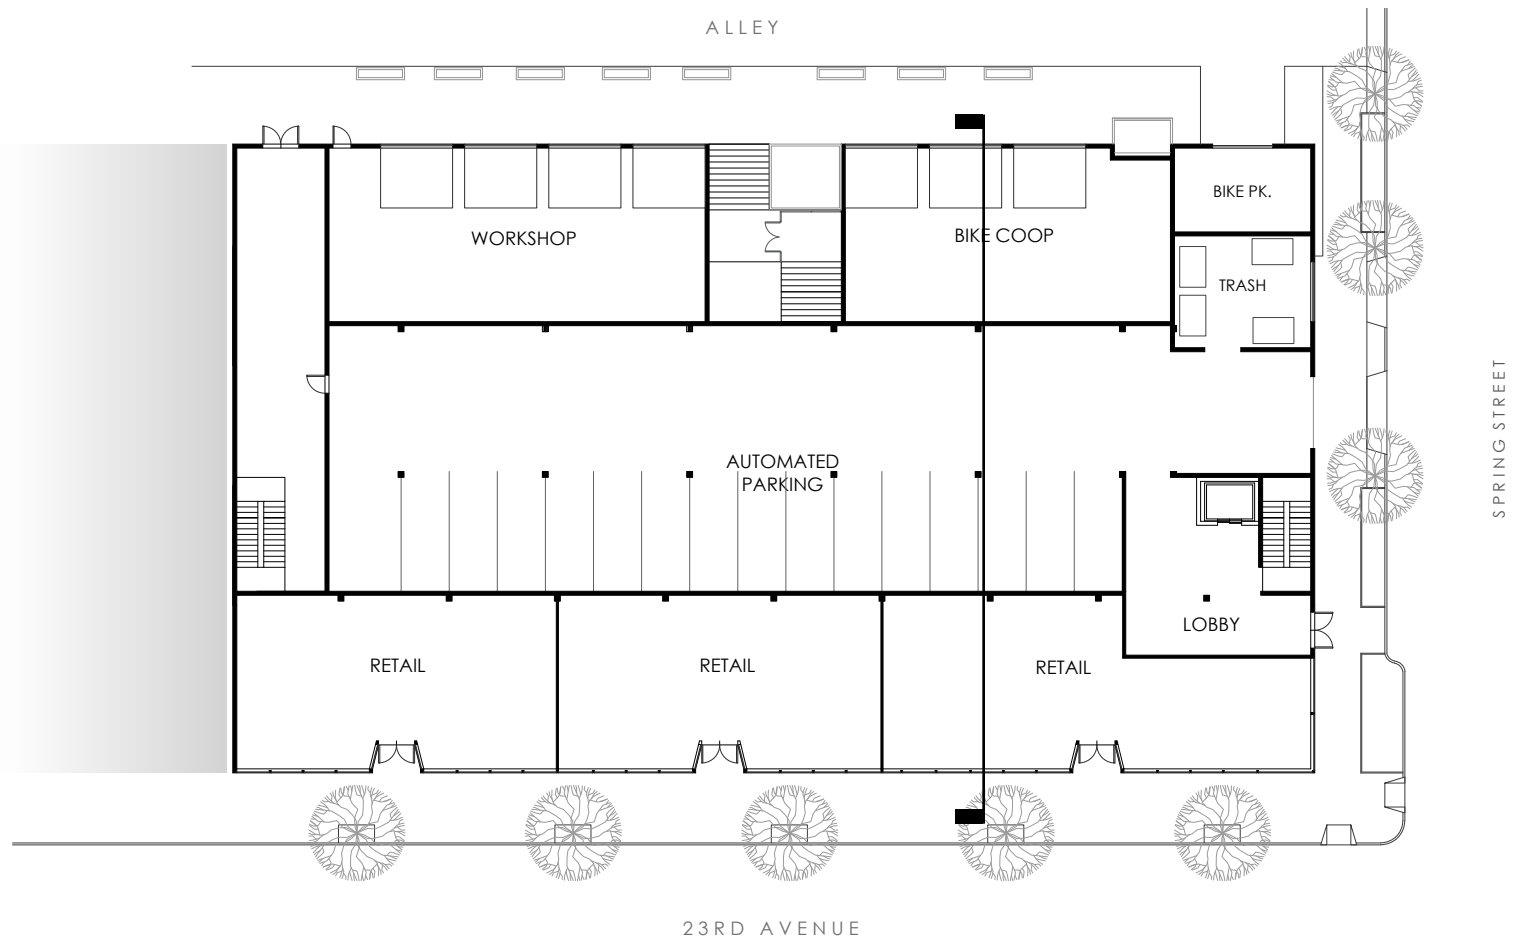 ALLEY
BIKE PK.
WORKSHOP
BIKE COOP
TRASH
SPRING STREET
AUTOMATED
PARKING
LOBBY
RETAIL
RETAIL
RETAIL
23RD AVENUE